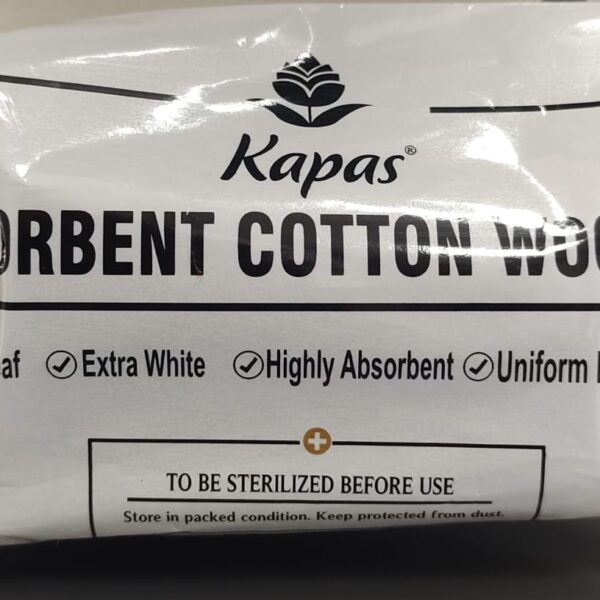 Kapas®
ORBENT COTTON WOO
af Extra White Highly Absorbent Uniform
TO BE STERILIZED BEFORE USE
Store in packed condition. Keep protected from dust.